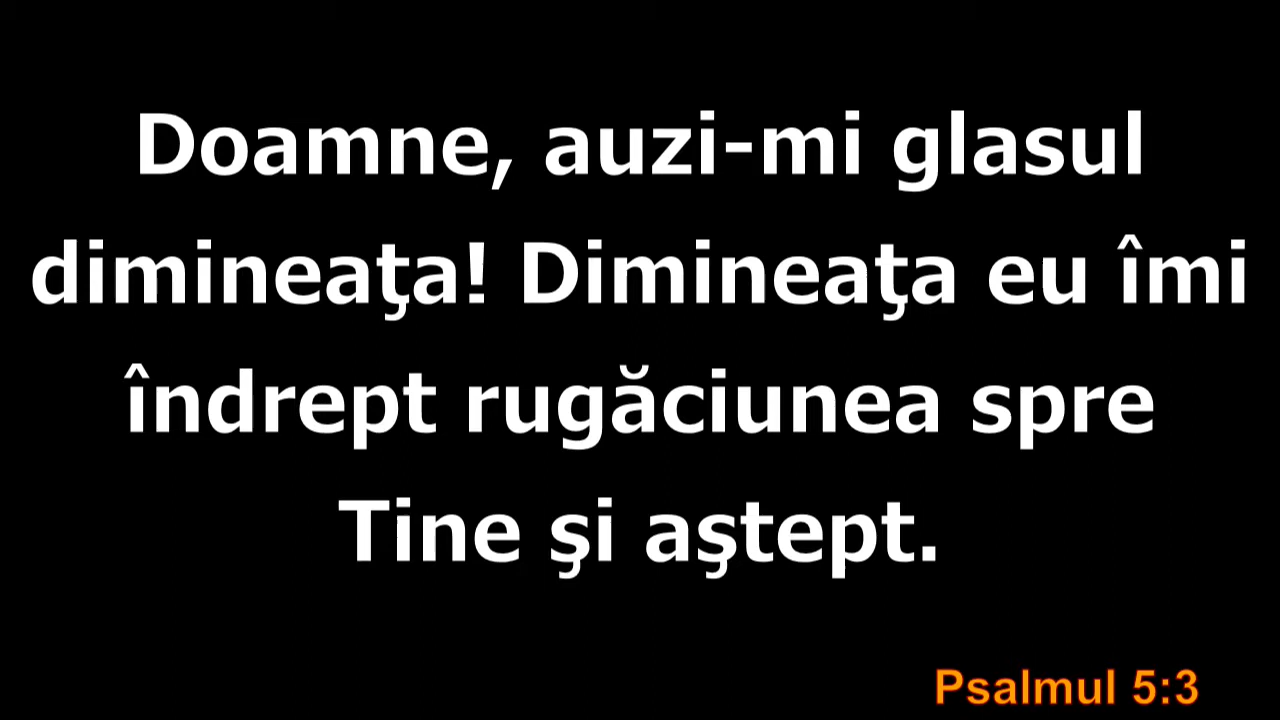 Doamne, auzi-mi glasul
dimineaţa! Dimineaţa eu îmi
îndrept rugăciunea spre
Tine şi aştept.
Psalmul 5:3